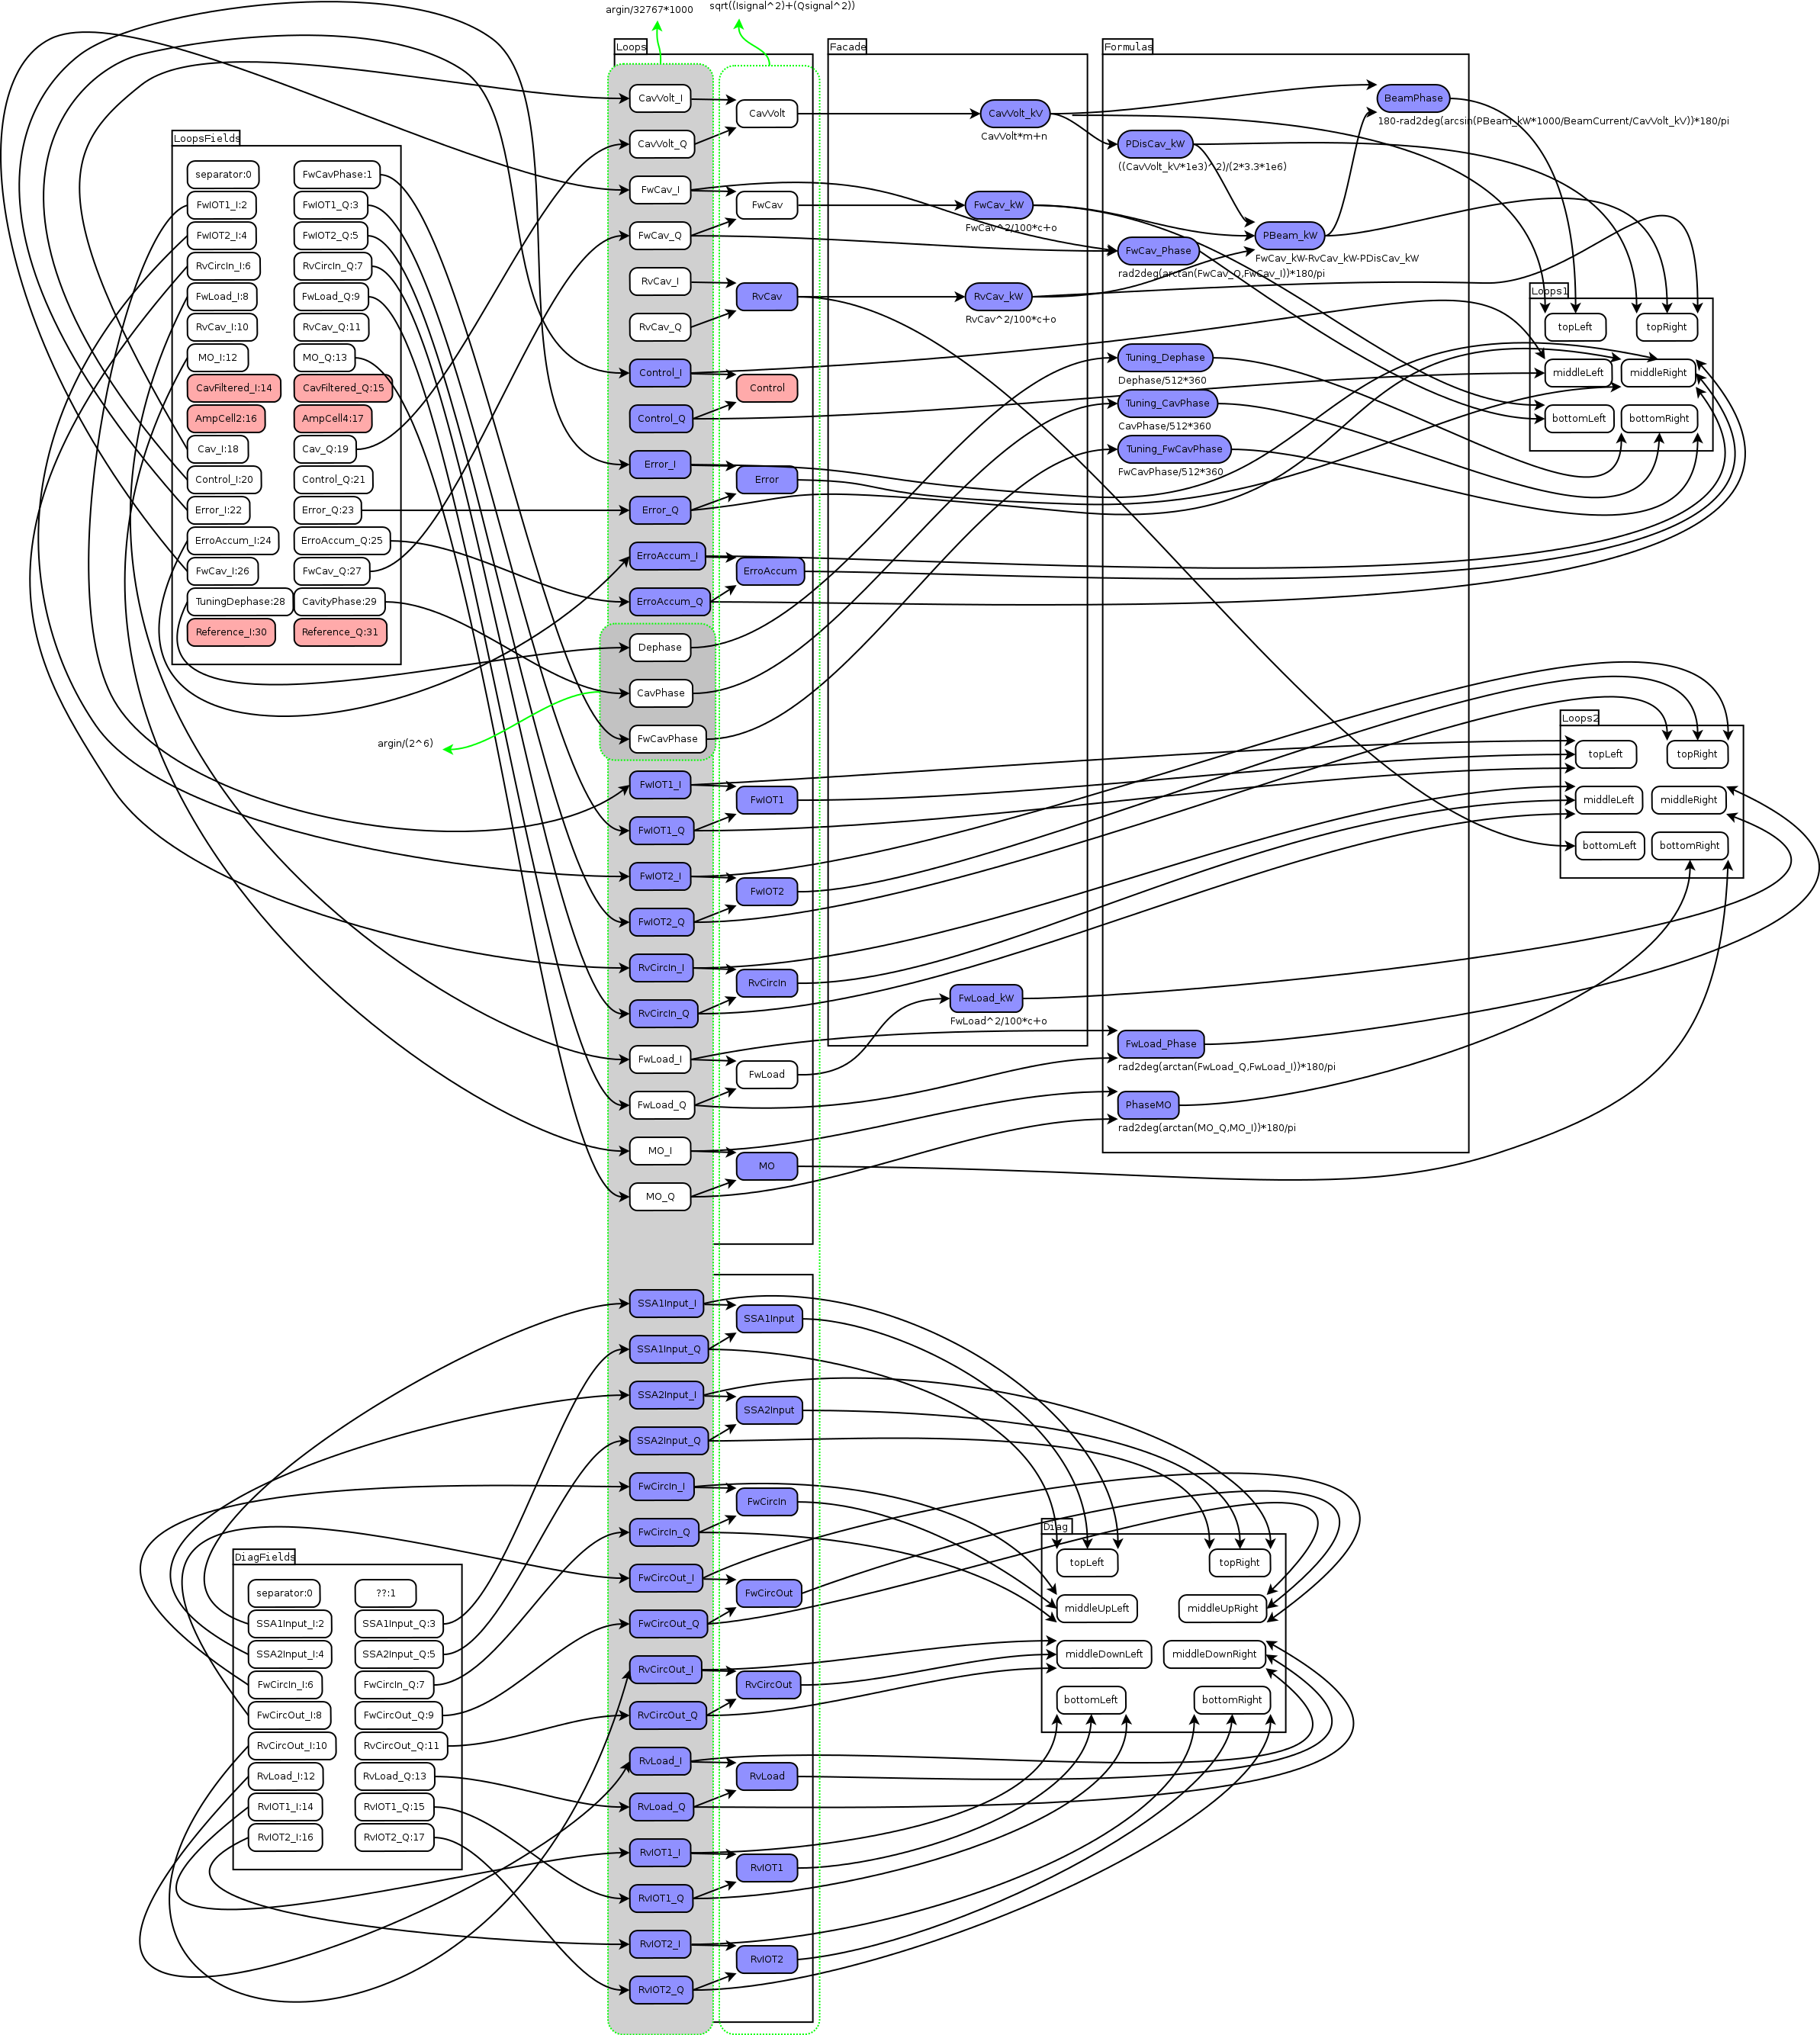 argin/32767*1000
sqrt((Isignal^2)+(Qsignal^2))
LoopsFields
separator:0
FwCavPhase:1
FwIOT1_I:2
FwIOT1_Q:3
FwIOT2_I:4
FwIOT2_Q:5
RvCircIn_I:6
RvCircIn_Q:7
FwLoad_I:8
FwLoad_Q:9
RvCav_I:10
RvCav_Q:11
MO_I:12
MO_Q:13
CavFiltered_I:14
CavFiltered_Q:15
AmpCell2:16
AmpCell4:17
Cav_I:18
Cav_Q:19
Control_I:20
Control_Q:21
Error_I:22
Error_Q:23
ErroAccum_I:24
ErroAccum_Q:25
FwCav_I:26
FwCav_Q:27
TuningDephase:28
CavityPhase:29
Reference_I:30
Reference_Q:31
argin/(2^6)
Loops
CavVolt_I
CavVolt_Q
CavVolt
FwCav_I
FwCav_Q
FwCav
RvCav_I
RvCav_Q
RvCav
Control_I
Control_Q
Control
Error_I
Error_Q
Error
ErroAccum_I
ErroAccum_Q
ErroAccum
Dephase
CavPhase
FwCavPhase
FwIOT1_I
FwIOT1_Q
FwIOT1
FwIOT2_I
FwIOT2_Q
FwIOT2
RvCircIn_I
RvCircIn_Q
RvCircIn
FwLoad_I
FwLoad_Q
FwLoad
MO_I
MO_Q
MO
Facade
CavVolt_kV
CavVolt*m+n
FwCav_kW
FwCav^2/100*c+o
RvCav_kW
RvCav^2/100*c+o
FwLoad_kW
FwLoad^2/100*c+o
Formulas
BeamPhase
180-rad2deg(arcsin(PBeam_kW*1000/BeamCurrent/CavVolt_kV))*180/pi
PDisCav_kW
((CavVolt_kV*1e3)^2)/(2*3.3*1e6)
PBeam_kW
FwCav_kW-RvCav_kW-PDisCav_kW
FwCav_Phase
rad2deg(arctan(FwCav_Q,FwCav_I))*180/pi
Tuning_Dephase
Dephase/512*360
Tuning_CavPhase
CavPhase/512*360
Tuning_FwCavPhase
FwCavPhase/512*360
FwLoad_Phase
rad2deg(arctan(FwLoad_Q,FwLoad_I))*180/pi
PhaseMO
rad2deg(arctan(MO_Q,MO_I))*180/pi
Loops1
topLeft
topRight
middleLeft
middleRight
bottomLeft
bottomRight
Loops2
topLeft
topRight
middleLeft
middleRight
bottomLeft
bottomRight
DiagFields
separator:0
??:1
SSA1Input_I:2
SSA1Input_Q:3
SSA2Input_I:4
SSA2Input_Q:5
FwCircIn_I:6
FwCircIn_Q:7
FwCircOut_I:8
FwCircOut_Q:9
RvCircOut_I:10
RvCircOut_Q:11
RvLoad_I:12
RvLoad_Q:13
RvIOT1_I:14
RvIOT1_Q:15
RvIOT2_I:16
RvIOT2_Q:17
SSA1Input_I
SSA1Input_Q
SSA1Input
SSA2Input_I
SSA2Input_Q
SSA2Input
FwCircIn_I
FwCircIn_Q
FwCircIn
FwCircOut_I
FwCircOut_Q
FwCircOut
RvCircOut_I
RvCircOut_Q
RvCircOut
RvLoad_I
RvLoad_Q
RvLoad
RvIOT1_I
RvIOT1_Q
RvIOT1
RvIOT2_I
RvIOT2_Q
RvIOT2
Diag
topLeft
topRight
middleUpLeft
middleUpRight
middleDownLeft
middleDownRight
bottomLeft
bottomRight